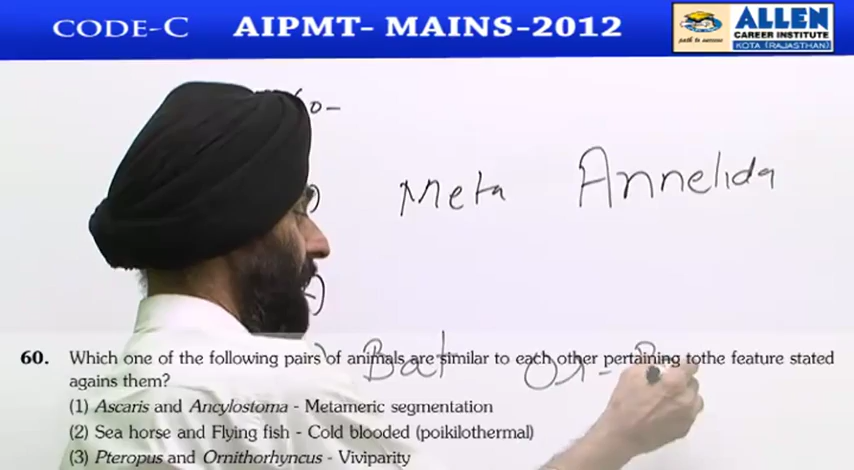 CODE-C AIPMT- MAINS-2012
ALLEN
CAREER INSTITUTE
path to success
KOTA (RAJASTHAN)
Meta Annelida
Bat
60. Which one of the following pairs of animals are similar to each other pertaining tothe feature stated
agains them?
(1) Ascaris and Ancylostoma - Metameric segmentation
(2) Sea horse and Flying fish - Cold blooded (poikilothermal)
(3) Pteropus and Ornithorhyncus - Viviparity